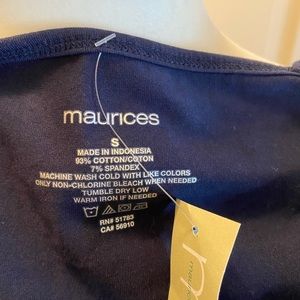 maurices
S
MADE IN INDONESIA
93% COTTON/COTON
7% SPANDEX
MACHINE WASH COLD WITH LIKE COLORS
ONLY NON-CHLORINE BLEACH WHEN NEEDED
TUMBLE DRY LOW
WARM IRON IF NEEDED
RN# 51783
CA# 56910